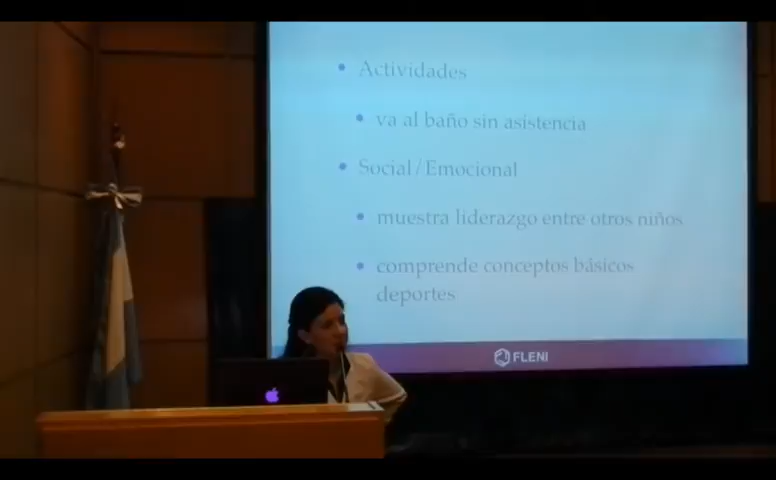 Actividades
va al baño sin asistencia
Social / Emocional
muestra liderazgo entre otros niños
comprende conceptos básicos
deportes
FLENI